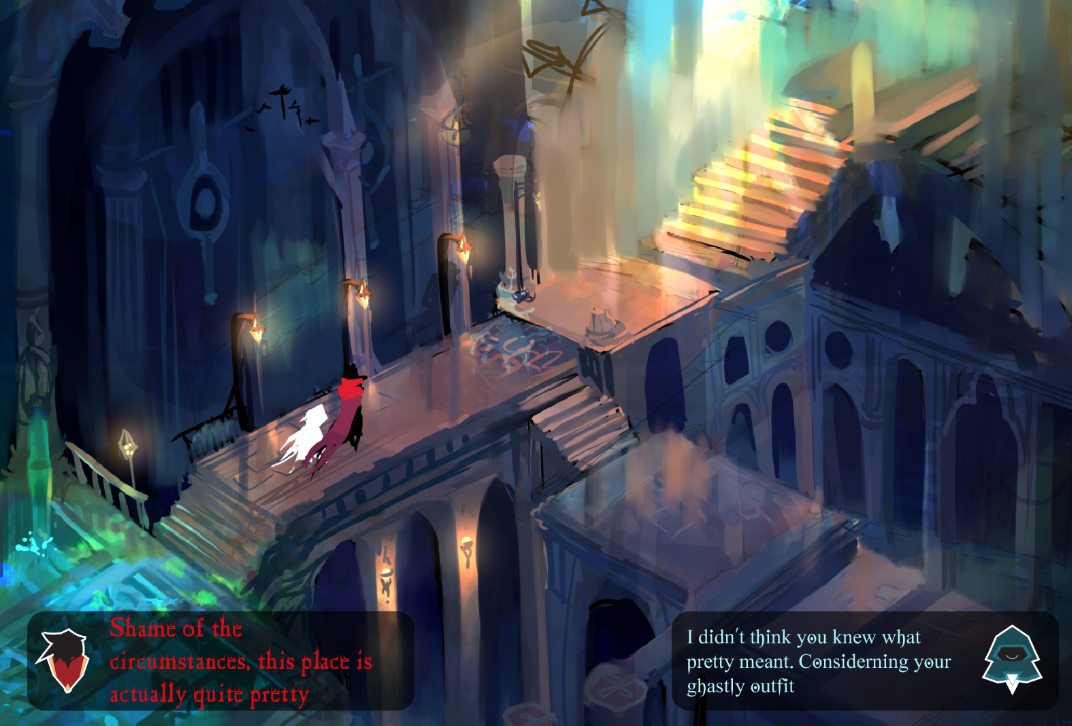 Shame of the
circumstances, this place is
actually quite pretty
I didn't think you knew what
pretty meant. Considerning your
ghastly outfit